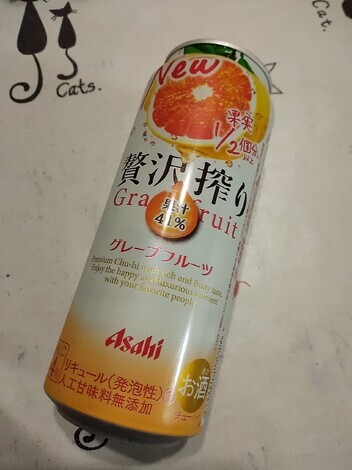 Cats.
New
果実
1/2個分
贅沢搾り
Grapefruit
果汁
41%
グレープフルーツ
Premium Chu-hi with rich and fruity taste.
Enjoy the happy and luxurious moment
with your favorite people.
Asahi
リキュール(発泡性)①
人工甘味料無添加
お酒